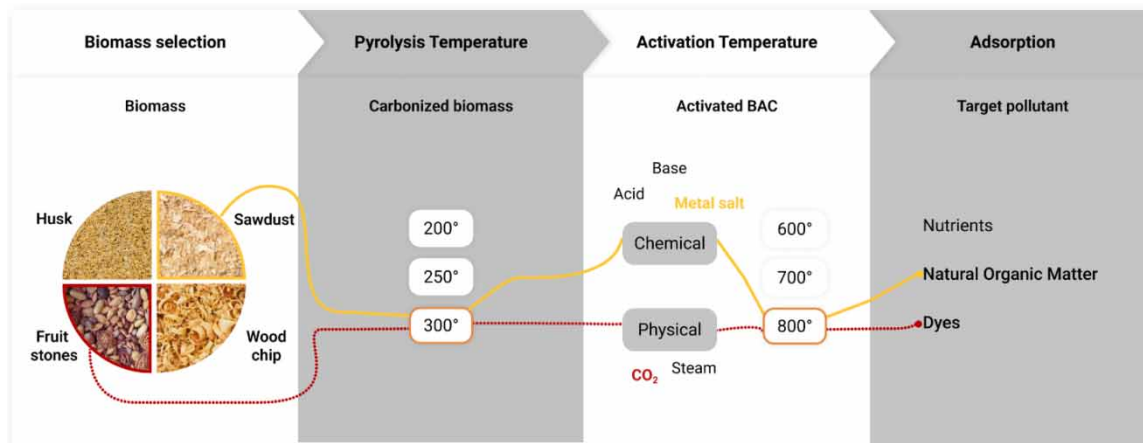 Biomass selection
Pyrolysis Temperature
Activation Temperature
Adsorption
Biomass
Carbonized biomass
Activated BAC
Target pollutant
Husk
Sawdust
Fruit
stones
Wood
chip
200°
250°
300°
Base
Acid
Metal salt
Chemical
Physical
CO₂
Steam
600°
700°
800°
Nutrients
Natural Organic Matter
Dyes